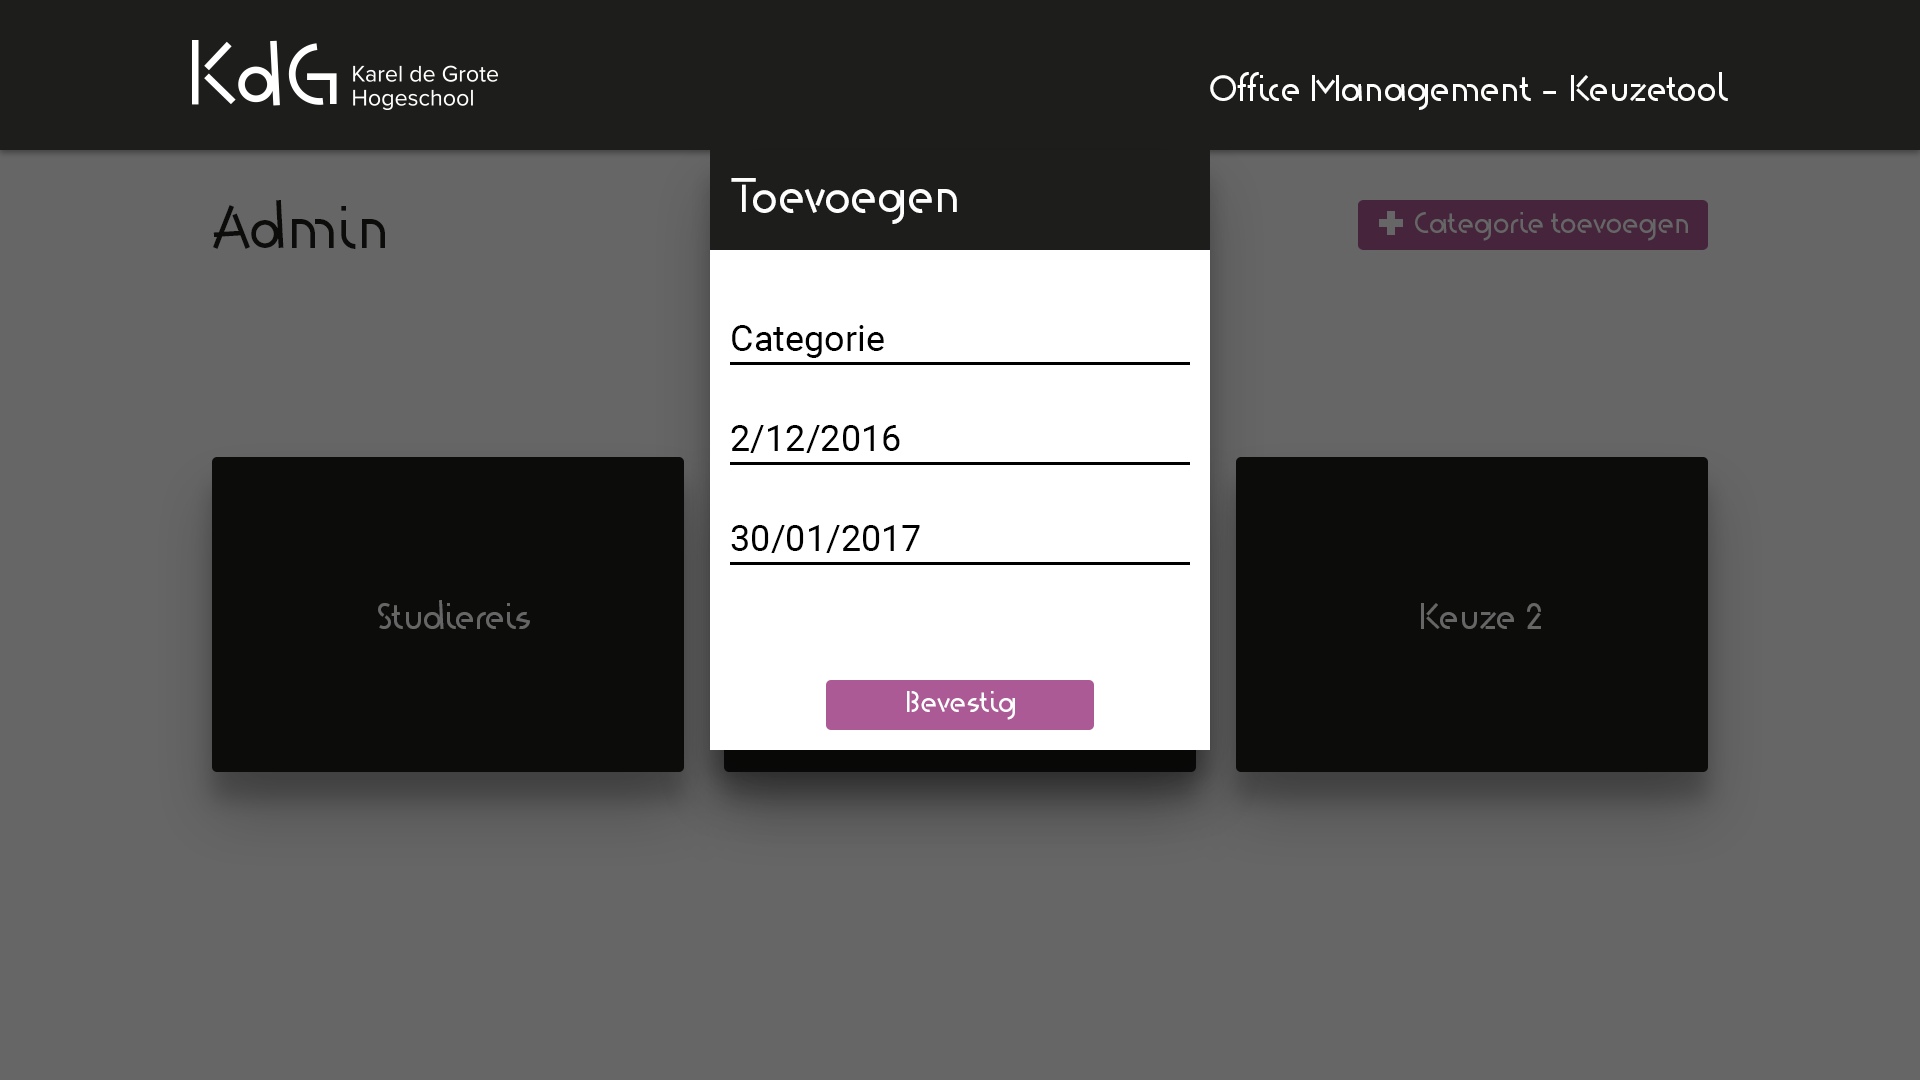 KdG Karel de Grote
Hogeschool
Office Management - Keuzetool
Toevoegen
Admin
Categorie toevoegen
Categorie
2/12/2016
30/01/2017
Studiereis
Keuze 2
Bevestig